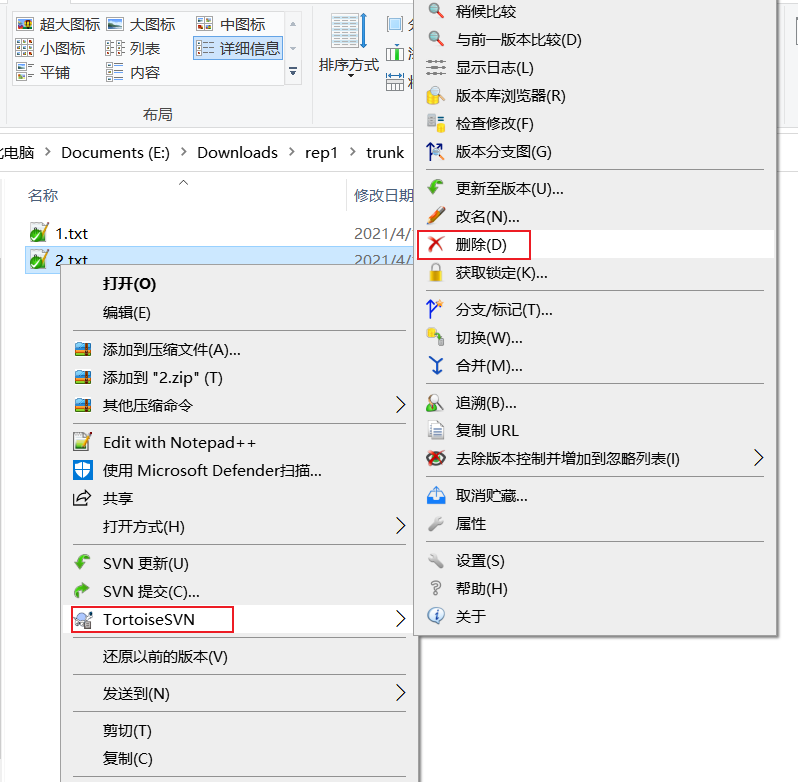 超大图标 大图标 中图标
小图标 列表 详细信息
平铺 内容
排序方式
布局
电脑 Documents (E:) Downloads rep1 trunk
名称 修改日期
1.txt 2021/4/
2.txt 2021/4/
打开(O)
编辑(E)
添加到压缩文件(A)...
添加到 "2.zip" (T)
其他压缩命令
Edit with Notepad++
使用 Microsoft Defender扫描...
共享
打开方式(H)
SVN 更新(U)
SVN 提交(C)...
TortoiseSVN
还原以前的版本(V)
发送到(N)
剪切(T)
复制(C)
稍候比较
与前一版本比较(D)
显示日志(L)
版本库浏览器(R)
检查修改(F)
版本分支图(G)
更新至版本(U)...
改名(N)...
删除(D)
获取锁定(K)...
分支/标记(T)...
切换(W)...
合并(M)...
追溯(B)...
复制 URL
去除版本控制并增加到忽略列表(I)
取消贮藏...
属性
设置(S)
帮助(H)
关于